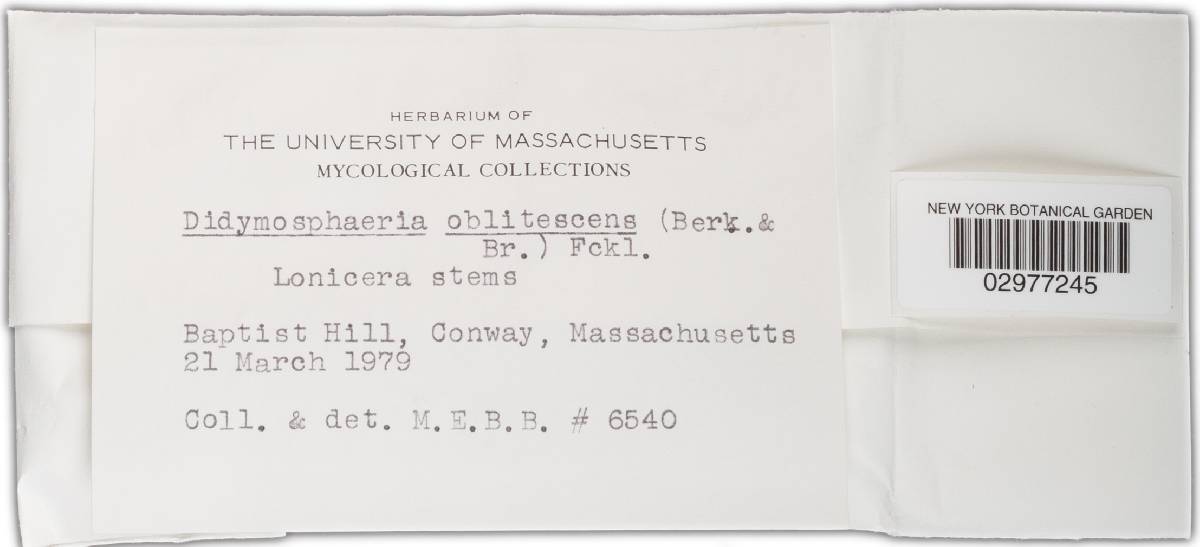 HERBARIUM OF
THE UNIVERSITY OF MASSACHUSETTS
MYCOLOGICAL COLLECTIONS
Didymosphaeria oblitescens (Berk.&
Br.) Fckl.
Lonicera stems
Baptist Hill, Conway, Massachusetts
21 March 1979
Coll. & det. M.E.B.B. # 6540
NEW YORK BOTANICAL GARDEN
02977245